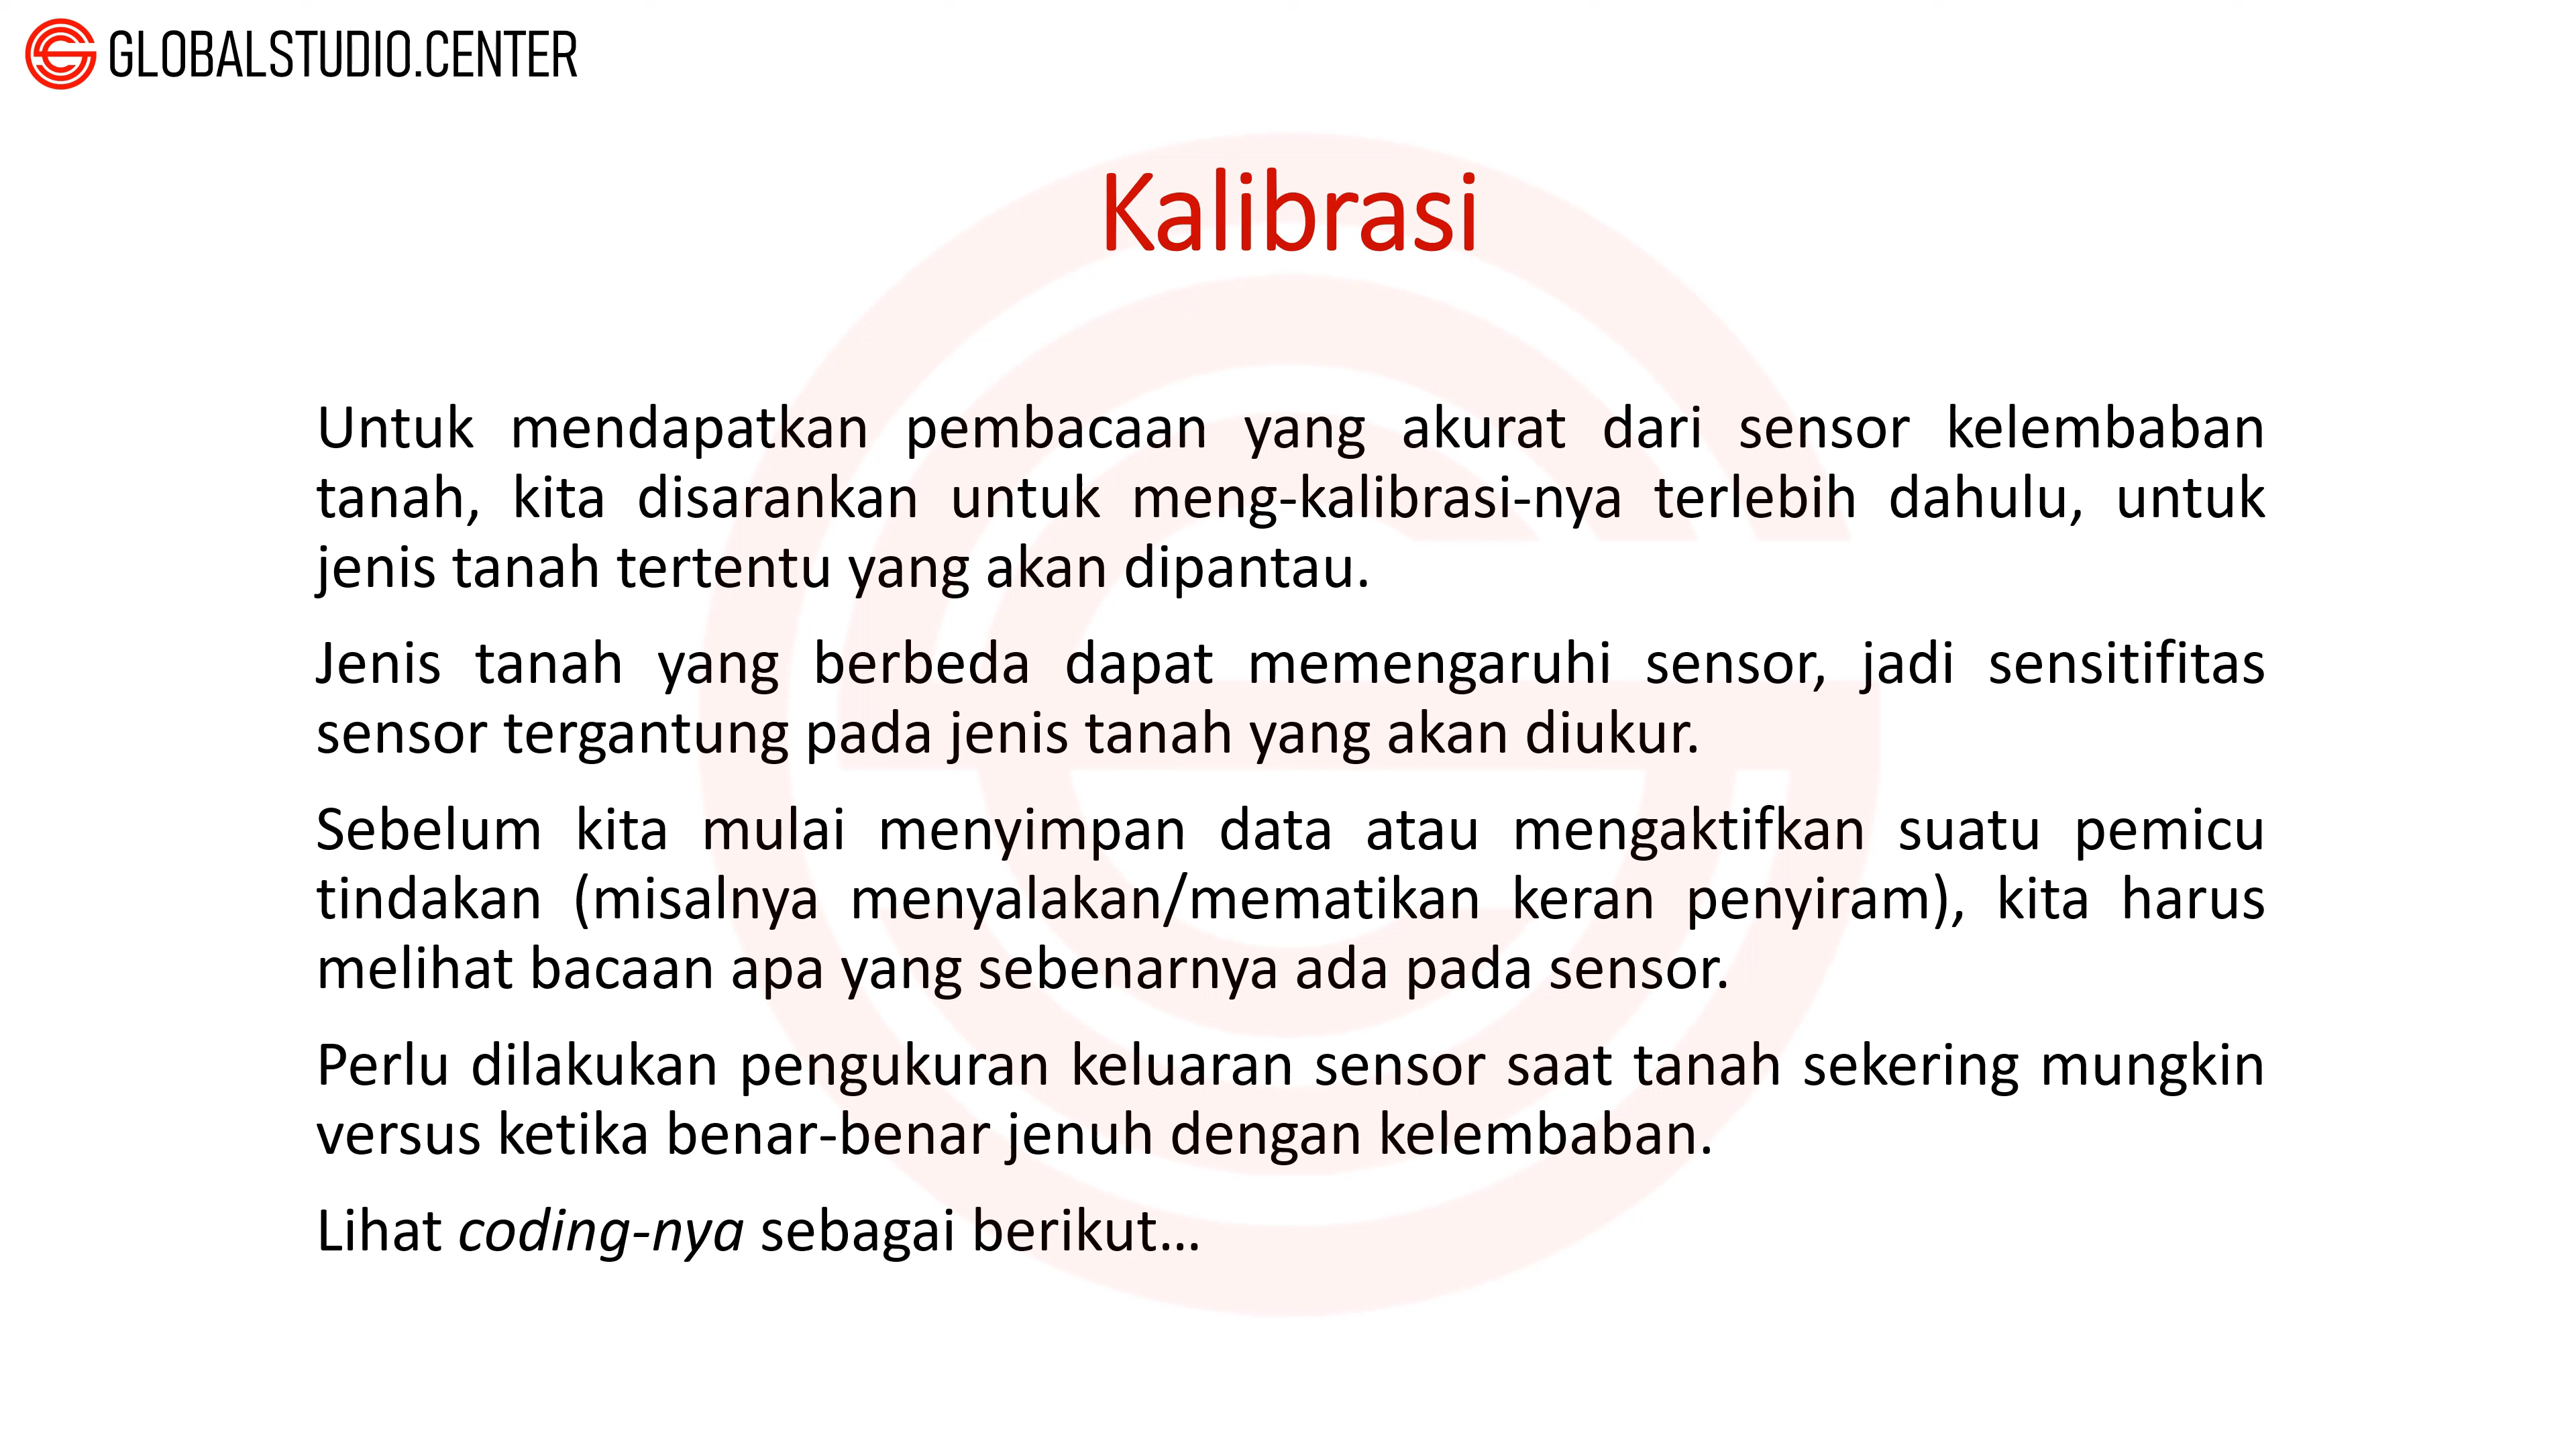 GLOBALSTUDIO.CENTER
Kalibrasi
Untuk mendapatkan pembacaan yang akurat dari sensor kelembaban
tanah, kita disarankan untuk meng-kalibrasi-nya terlebih dahulu, untuk
jenis tanah tertentu yang akan dipantau.
Jenis tanah yang berbeda dapat memengaruhi sensor, jadi sensitifitas
sensor tergantung pada jenis tanah yang akan diukur.
Sebelum kita mulai menyimpan data atau mengaktifkan suatu pemicu
tindakan (misalnya menyalakan/mematikan keran penyiram), kita harus
melihat bacaan apa yang sebenarnya ada pada sensor.
Perlu dilakukan pengukuran keluaran sensor saat tanah sekering mungkin
versus ketika benar-benar jenuh dengan kelembaban.
Lihat coding-nya sebagai berikut…